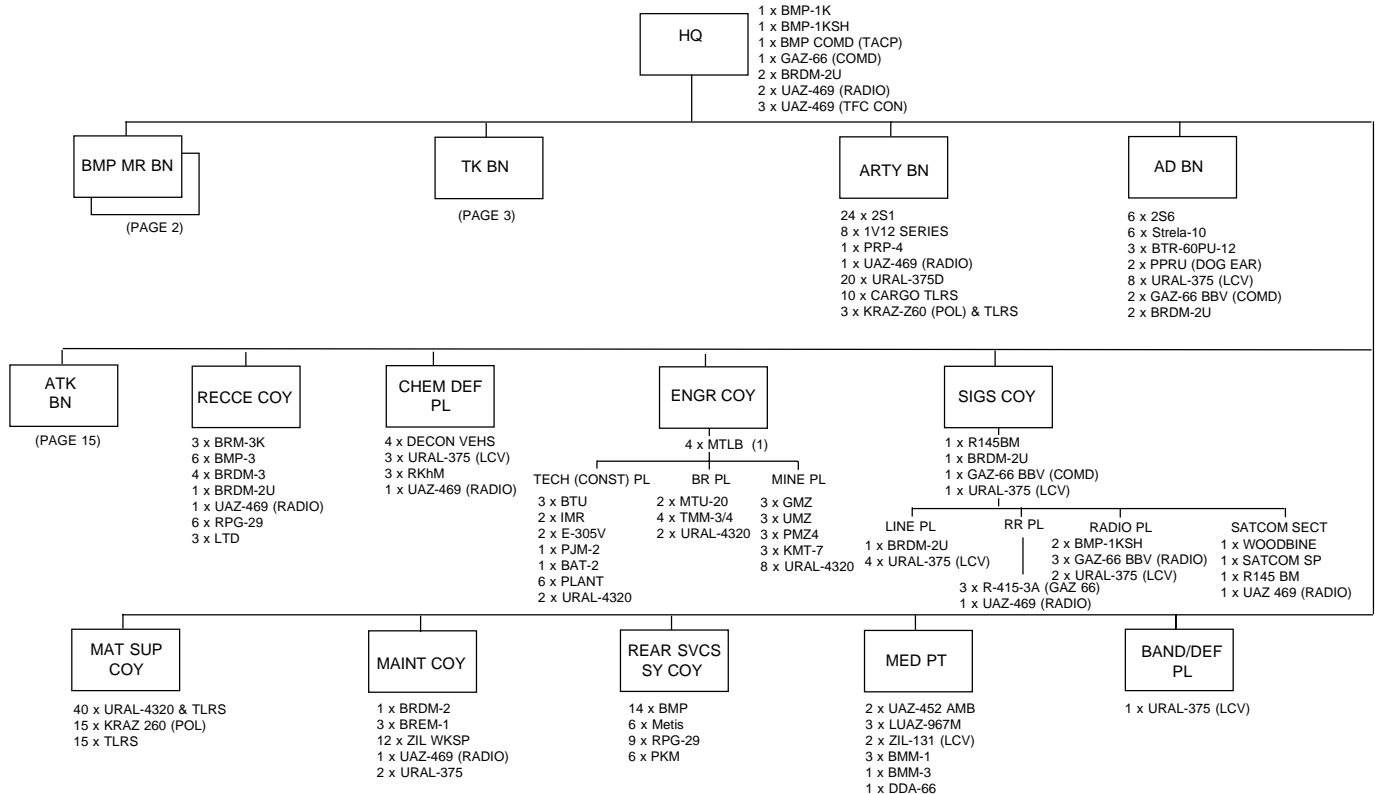 HQ
1 x BMP-1K
1 x BMP-1KSH
1 x BMP COMD (TACP)
1 x GAZ-66 (COMD)
2 x BRDM-2U
2 x UAZ-469 (RADIO)
3 x UAZ-469 (TFC CON)
BMP MR BN
(PAGE 2)
TK BN
(PAGE 3)
ARTY BN
24 x 2S1
8 x 1V12 SERIES
1 x PRP-4
1 x UAZ-469 (RADIO)
20 x URAL-375D
10 x CARGO TLRS
3 x KRAZ-Z60 (POL) & TLRS
AD BN
6 x 2S6
6 x Strela-10
3 x BTR-60PU-12
2 x PPRU (DOG EAR)
8 x URAL-375 (LCV)
2 x GAZ-66 BBV (COMD)
2 x BRDM-2U
ATK
BN
(PAGE 15)
RECCE COY
3 x BRM-3K
6 x BMP-3
4 x BRDM-3
1 x BRDM-2U
1 x UAZ-469 (RADIO)
6 x RPG-29
3 x LTD
CHEM DEF
PL
4 x DECON VEHS
3 x URAL-375 (LCV)
3 x RKhM
1 x UAZ-469 (RADIO)
ENGR COY
4 x MTLB (1)
TECH (CONST) PL
3 x BTU
2 x IMR
2 x E-305V
1 x PJM-2
1 x BAT-2
6 x PLANT
2 x URAL-4320
BR PL
2 x MTU-20
4 x TMM-3/4
2 x URAL-4320
MINE PL
3 x GMZ
3 x UMZ
3 x PMZ4
3 x KMT-7
8 x URAL-4320
SIGS COY
1 x R145BM
1 x BRDM-2U
1 x GAZ-66 BBV (COMD)
1 x URAL-375 (LCV)
LINE PL
1 x BRDM-2U
4 x URAL-375 (LCV)
RR PL
3 x R-415-3A (GAZ 66)
1 x UAZ-469 (RADIO)
RADIO PL
2 x BMP-1KSH
3 x GAZ-66 BBV (RADIO)
2 x URAL-375 (LCV)
SATCOM SECT
1 x WOODBINE
1 x SATCOM SP
1 x R145 BM
1 x UAZ 469 (RADIO)
MAT SUP
COY
40 x URAL-4320 & TLRS
15 x KRAZ 260 (POL)
15 x TLRS
MAINT COY
1 x BRDM-2
3 x BREM-1
12 x ZIL WKSP
1 x UAZ-469 (RADIO)
2 x URAL-375
REAR SVCS
SY COY
14 x BMP
6 x Metis
9 x RPG-29
6 x PKM
MED PT
2 x UAZ-452 AMB
3 x LUAZ-967M
2 x ZIL-131 (LCV)
3 x BMM-1
1 x BMM-3
1 x DDA-66
BAND/DEF
PL
1 x URAL-375 (LCV)